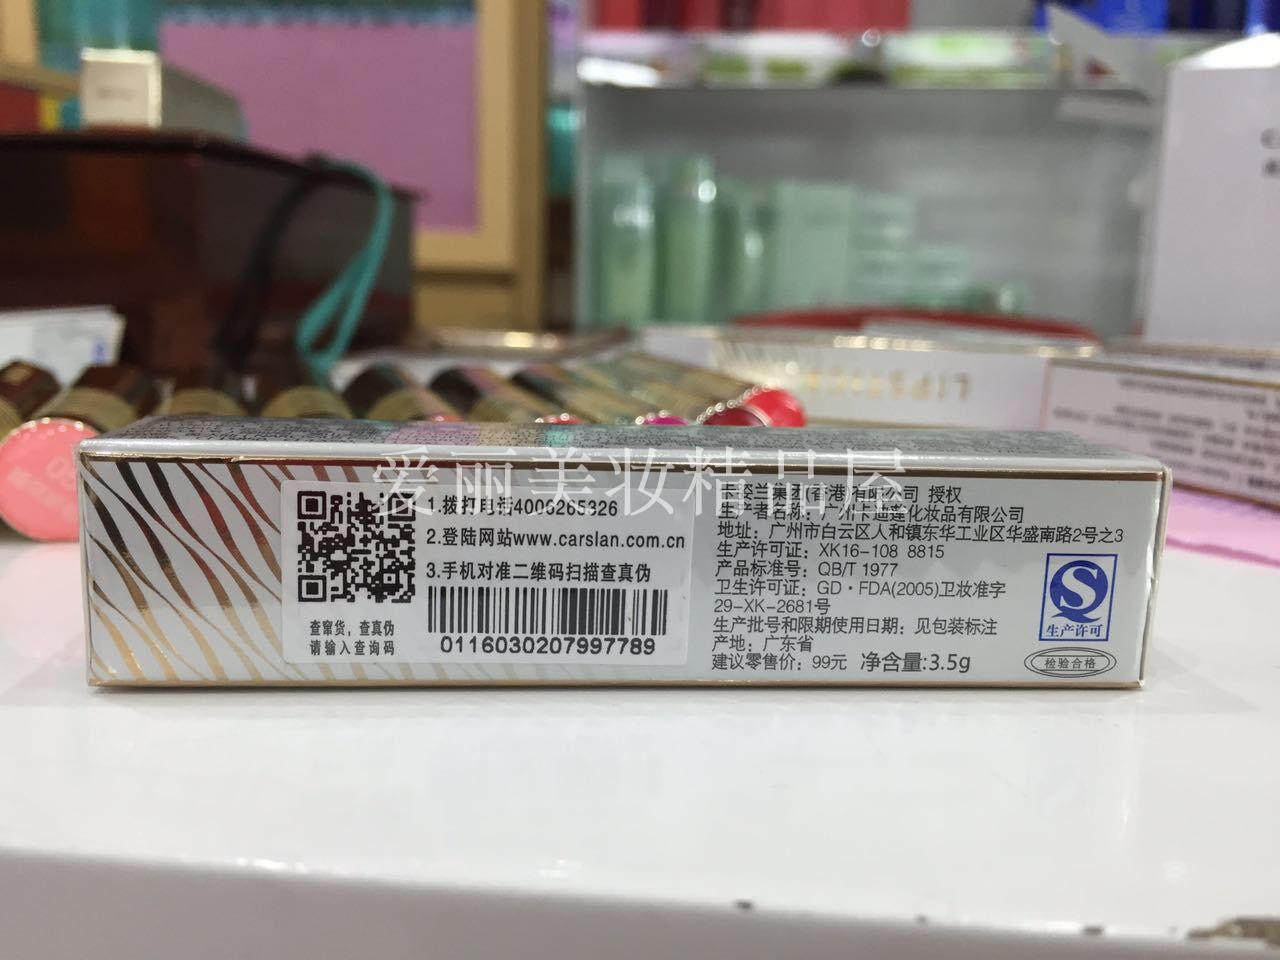 爱丽美妆精品屋
1.拨打电话4006265326
2.登陆网站www.carslan.com.cn
3.手机对准二维码扫描查真伪
查窜货，查真伪
请输入查询码
01160302079977​89
卡姿兰集团(香港)有限公司 授权
生产者名称：广州卡迪莲化妆品有限公司
地址：广州市白云区人和镇东华工业区华盛南路2号之3
生产许可证：XK16-108 8815
产品标准号：QB/T 1977
卫生许可证：GD·FDA(2005)卫妆准字
29-XK-2681号
生产批号和限期使用日期：见包装标注
产地：广东省
建议零售价：99元 净含量:3.5g
生产许可
检验合格
LIPSTICK